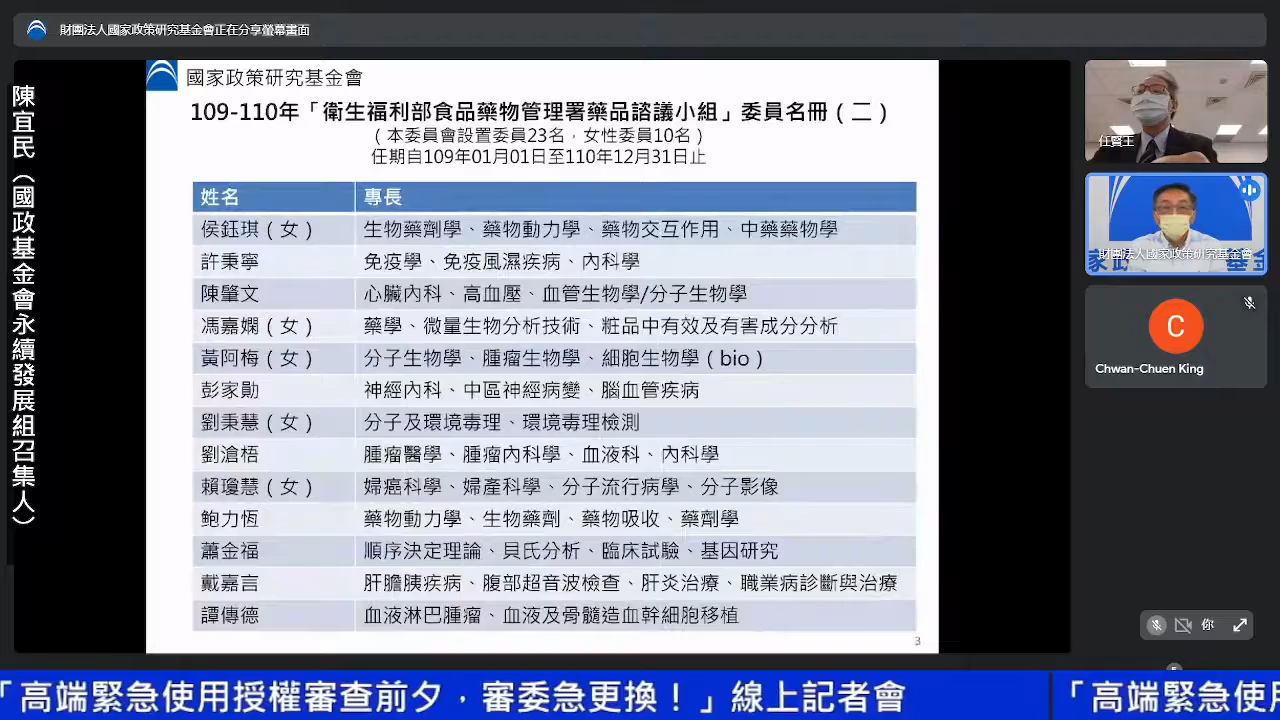 財團法人國家政策研究基金會正在分享螢幕畫面
陳宜民（國政基金會永續發展組召集人）
國家政策研究基金會
109-110年「衛生福利部食品藥物管理署藥品諮議小組」委員名冊（二）
（本委員會設置委員23名，女性委員10名）
任期自109年01月01日至110年12月31日止
姓名 專長
侯鈺琪（女） 生物藥劑學、藥物動力學、藥物交互作用、中藥藥物學
許秉寧 免疫學、免疫風濕疾病、內科學
陳肇文 心臟內科、高血壓、血管生物學/分子生物學
馮嘉嫻（女） 藥學、微量生物分析技術、粧品中有效及有害成分分析
黃阿梅（女） 分子生物學、腫瘤生物學、細胞生物學（bio）
彭家勛 神經內科、中區神經病變、腦血管疾病
劉秉慧（女） 分子及環境毒理、環境毒理檢測
劉滄梧 腫瘤醫學、腫瘤內科學、血液科、內科學
賴瓊慧（女） 婦癌科學、婦產科學、分子流行病學、分子影像
鮑力恆 藥物動力學、生物藥劑、藥物吸收、藥劑學
蕭金福 順序決定理論、貝氏分析、臨床試驗、基因研究
戴嘉言 肝膽胰疾病、腹部超音波檢查、肝炎治療、職業病診斷與治療
譚傳德 血液淋巴腫瘤、血液及骨髓造血幹細胞移植
3
任賢王
財團法人國家政策研究基金會
家政
基金
C
Chwan-Chuen King
你
「高端緊急使用授權審查前夕，審委急更換！」線上記者會
「高端緊急使用